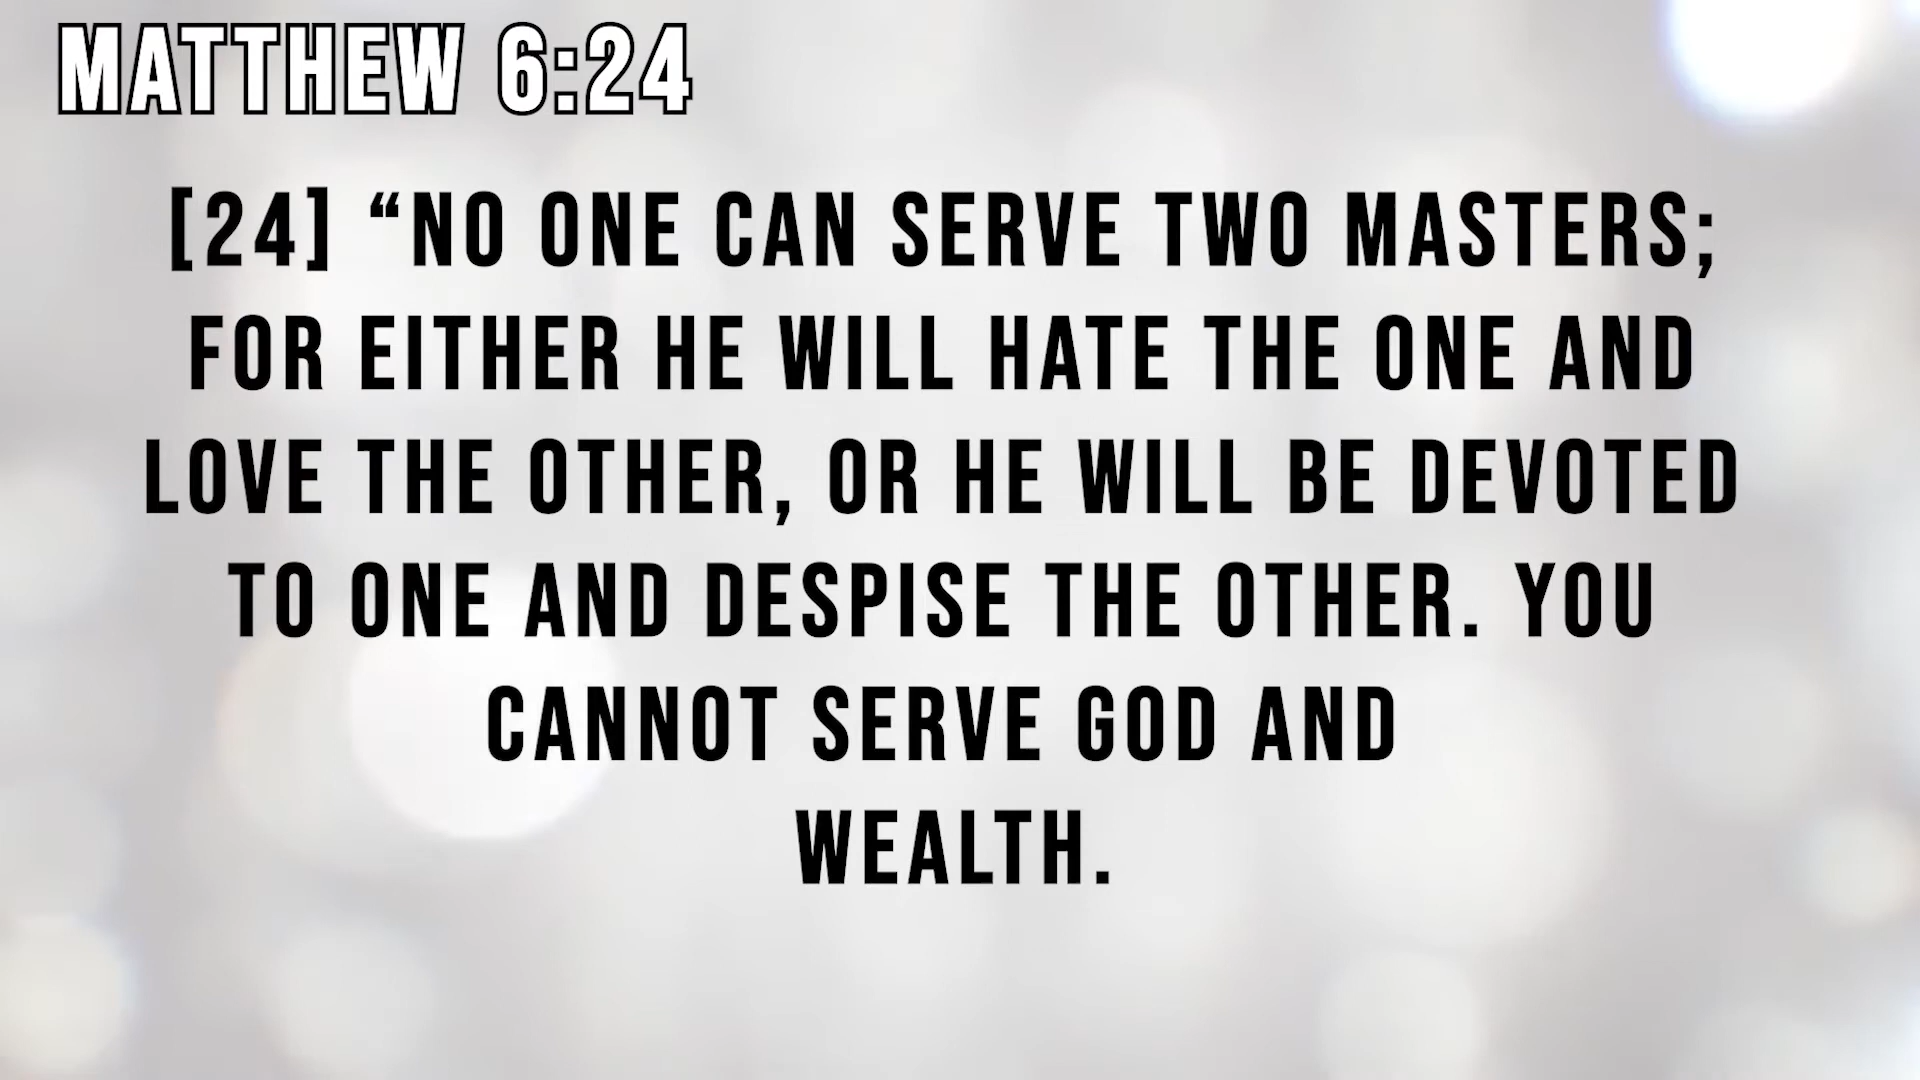 MATTHEW 6:24
[24] “NO ONE CAN SERVE TWO MASTERS;
FOR EITHER HE WILL HATE THE ONE AND
LOVE THE OTHER, OR HE WILL BE DEVOTED
TO ONE AND DESPISE THE OTHER. YOU
CANNOT SERVE GOD AND
WEALTH.